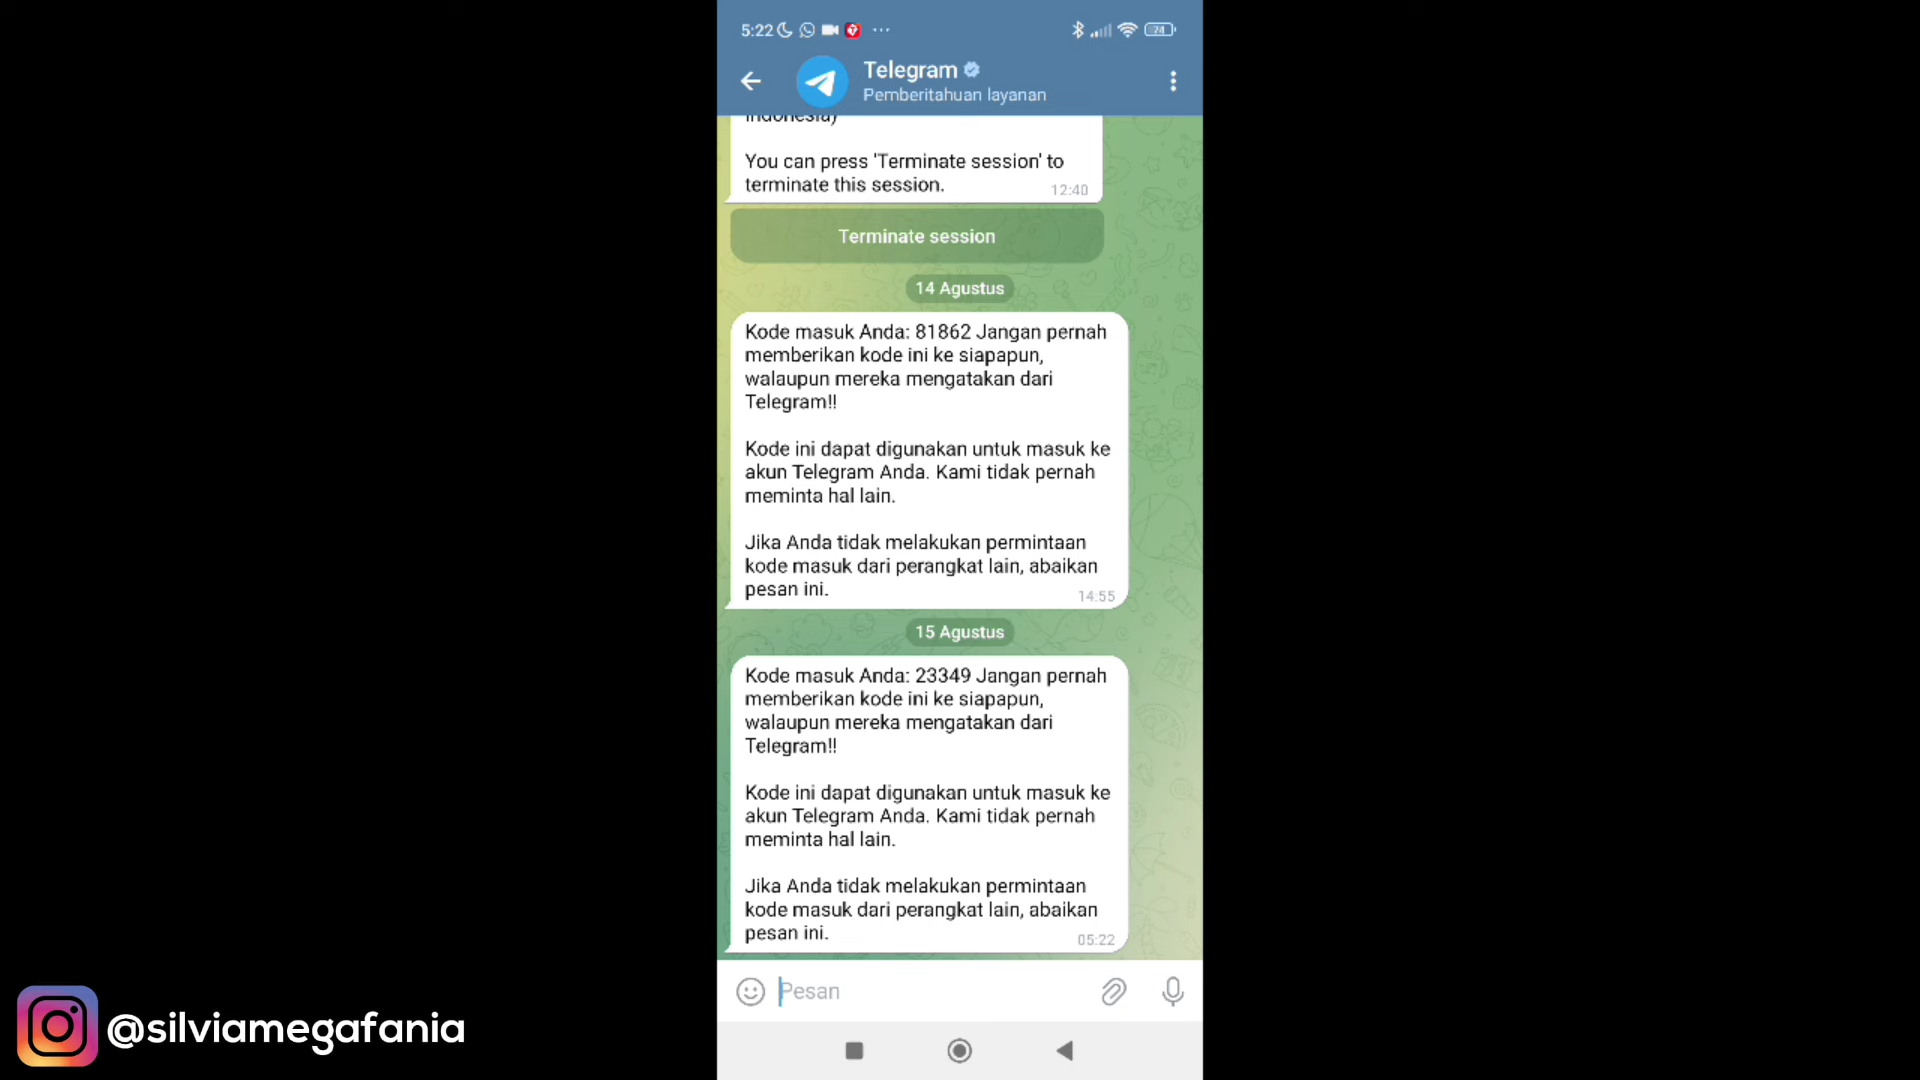 5:22
24
Telegram
Pemberitahuan layanan
Indonesia)
You can press 'Terminate session' to
terminate this session.
12:40
Terminate session
14 Agustus
Kode masuk Anda: 81862 Jangan pernah
memberikan kode ini ke siapapun,
walaupun mereka mengatakan dari
Telegram!!
Kode ini dapat digunakan untuk masuk ke
akun Telegram Anda. Kami tidak pernah
meminta hal lain.
Jika Anda tidak melakukan permintaan
kode masuk dari perangkat lain, abaikan
pesan ini.
14:55
15 Agustus
Kode masuk Anda: 23349 Jangan pernah
memberikan kode ini ke siapapun,
walaupun mereka mengatakan dari
Telegram!!
Kode ini dapat digunakan untuk masuk ke
akun Telegram Anda. Kami tidak pernah
meminta hal lain.
Jika Anda tidak melakukan permintaan
kode masuk dari perangkat lain, abaikan
pesan ini.
05:22
Pesan
@silviamegafania